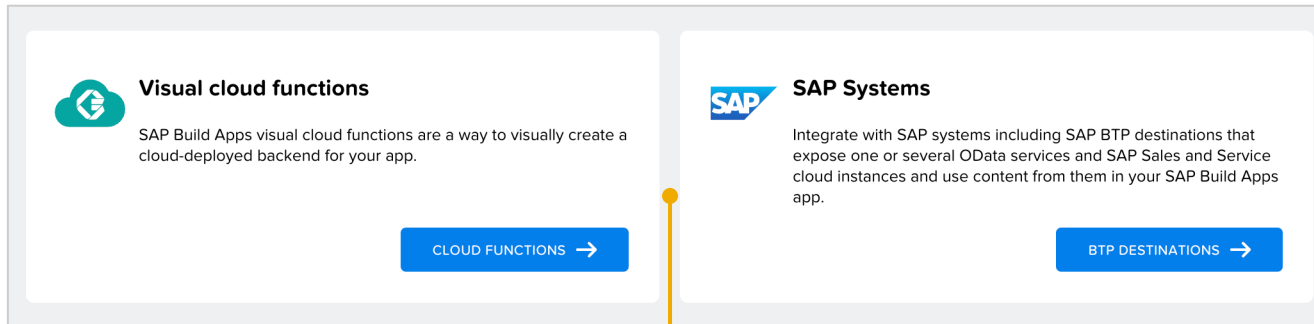 Visual cloud functions
SAP Build Apps visual cloud functions are a way to visually create a
cloud-deployed backend for your app.
CLOUD FUNCTIONS
SAP
SAP Systems
Integrate with SAP systems including SAP BTP destinations that
expose one or several OData services and SAP Sales and Service
cloud instances and use content from them in your SAP Build Apps
app.
BTP DESTINATIONS